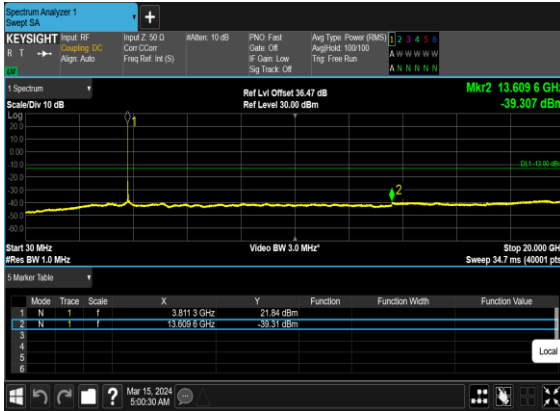 Spectrum Analyzer 1
Swept SA
+
KEYSIGHT Input: RF Input Z: 50 Ω #Atten: 10 dB PNO: Fast Avg Type: Power (RMS) 1 2 3 4 5 6
R T Coupling: DC Corr CCorr Gate: Off Avg|Hold: 100/100 A W W W W W
Align: Auto Freq Ref: Int (S) IF Gain: Low Trig: Free Run
Sig Track: Off A N N N N N
1 Spectrum Ref Lvl Offset 36.47 dB Mkr2 13.609 6 GHz
Scale/Div 10 dB Ref Level 30.00 dBm -39.307 dBm
Log
20.0
10.0
0.00
-10.0
-20.0
-30.0
-40.0
-50.0
-60.0
1
2
DL1 -13.00 dBm
Start 30 MHz Video BW 3.0 MHz* Stop 20.000 GHz
#Res BW 1.0 MHz Sweep 34.7 ms (40001 pts)
5 Marker Table
Mode Trace Scale X Y Function Function Width Function Value
1 N 1 f 3.811 3 GHz 21.84 dBm
2 N 1 f 13.609 6 GHz -39.31 dBm
3
4
5
6
Local
? Mar 15, 2024
5:00:30 AM